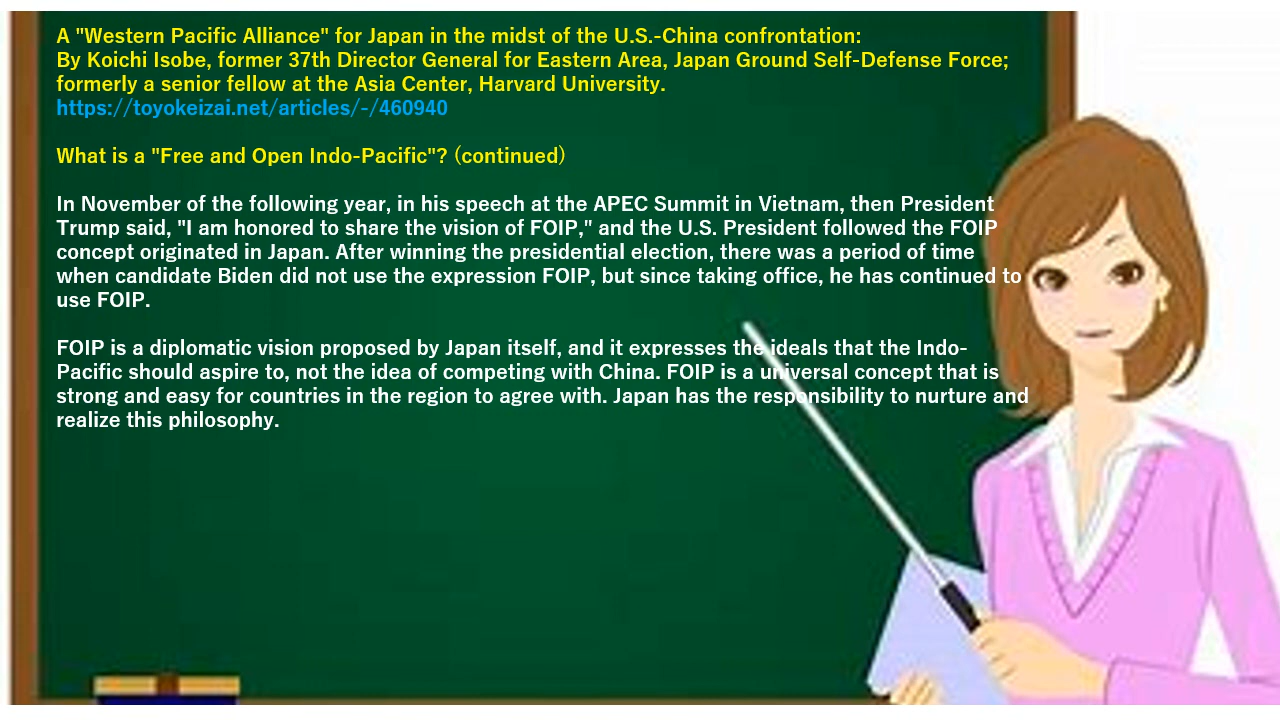 A "Western Pacific Alliance" for Japan in the midst of the U.S.-China confrontation:
By Koichi Isobe, former 37th Director General for Eastern Area, Japan Ground Self-Defense Force;
formerly a senior fellow at the Asia Center, Harvard University.
https://toyokeizai.net/articles/-/460940
What is a "Free and Open Indo-Pacific"? (continued)
In November of the following year, in his speech at the APEC Summit in Vietnam, then President
Trump said, "I am honored to share the vision of FOIP," and the U.S. President followed the FOIP
concept originated in Japan. After winning the presidential election, there was a period of time
when candidate Biden did not use the expression FOIP, but since taking office, he has continued to
use FOIP.
FOIP is a diplomatic vision proposed by Japan itself, and it expresses the ideals that the Indo-
Pacific should aspire to, not the idea of competing with China. FOIP is a universal concept that is
strong and easy for countries in the region to agree with. Japan has the responsibility to nurture and
realize this philosophy.